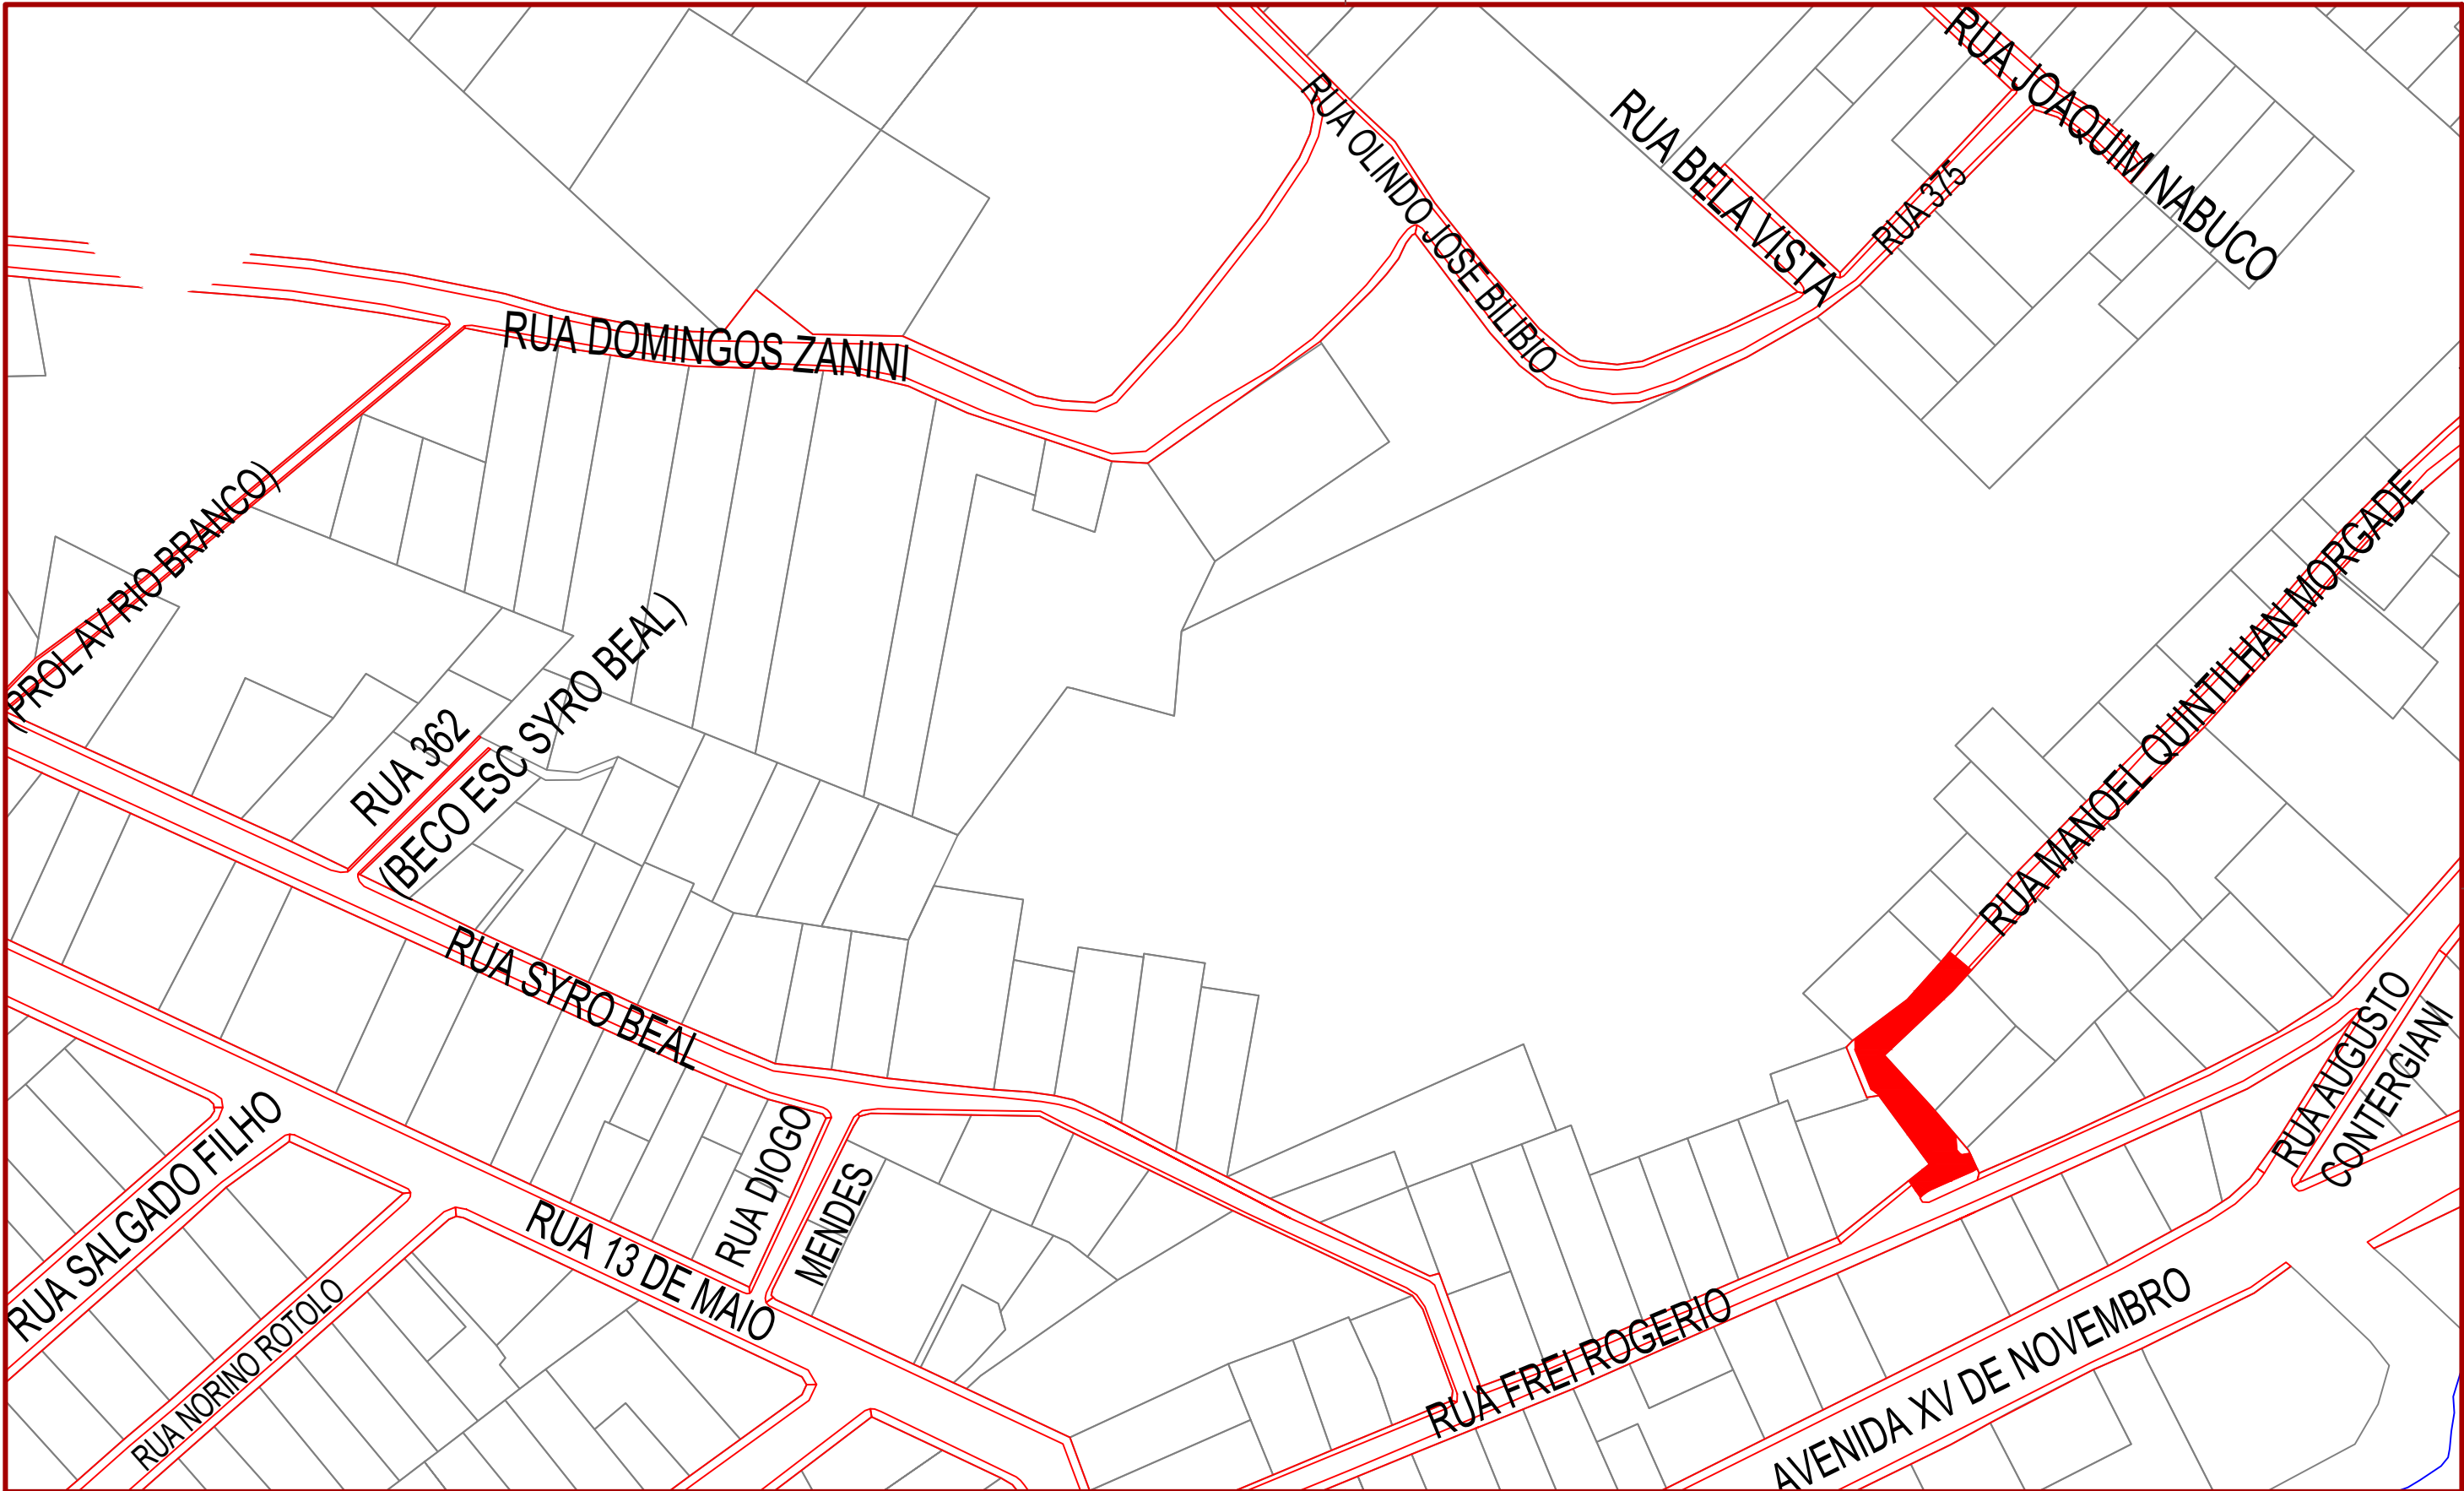 RUA JOAQUIM NABUCO
RUA OLINDO JOSE BILIBIO
RUA BELA VISTA
RUA 375
RUA DOMINGOS ZANINI
(PROL AV RIO BRANCO)
RUA MANOEL QUINTILHAN MORGADE
RUA 362
(BECO ESC SYRO BEAL)
RUA SYRO BEAL
RUA AUGUSTO
CONTERGIANI
RUA SALGADO FILHO
RUA DIOGO
MENDES
RUA 13 DE MAIO
RUA NORINO ROTOLO
RUA FREI ROGERIO
AVENIDA XV DE NOVEMBRO